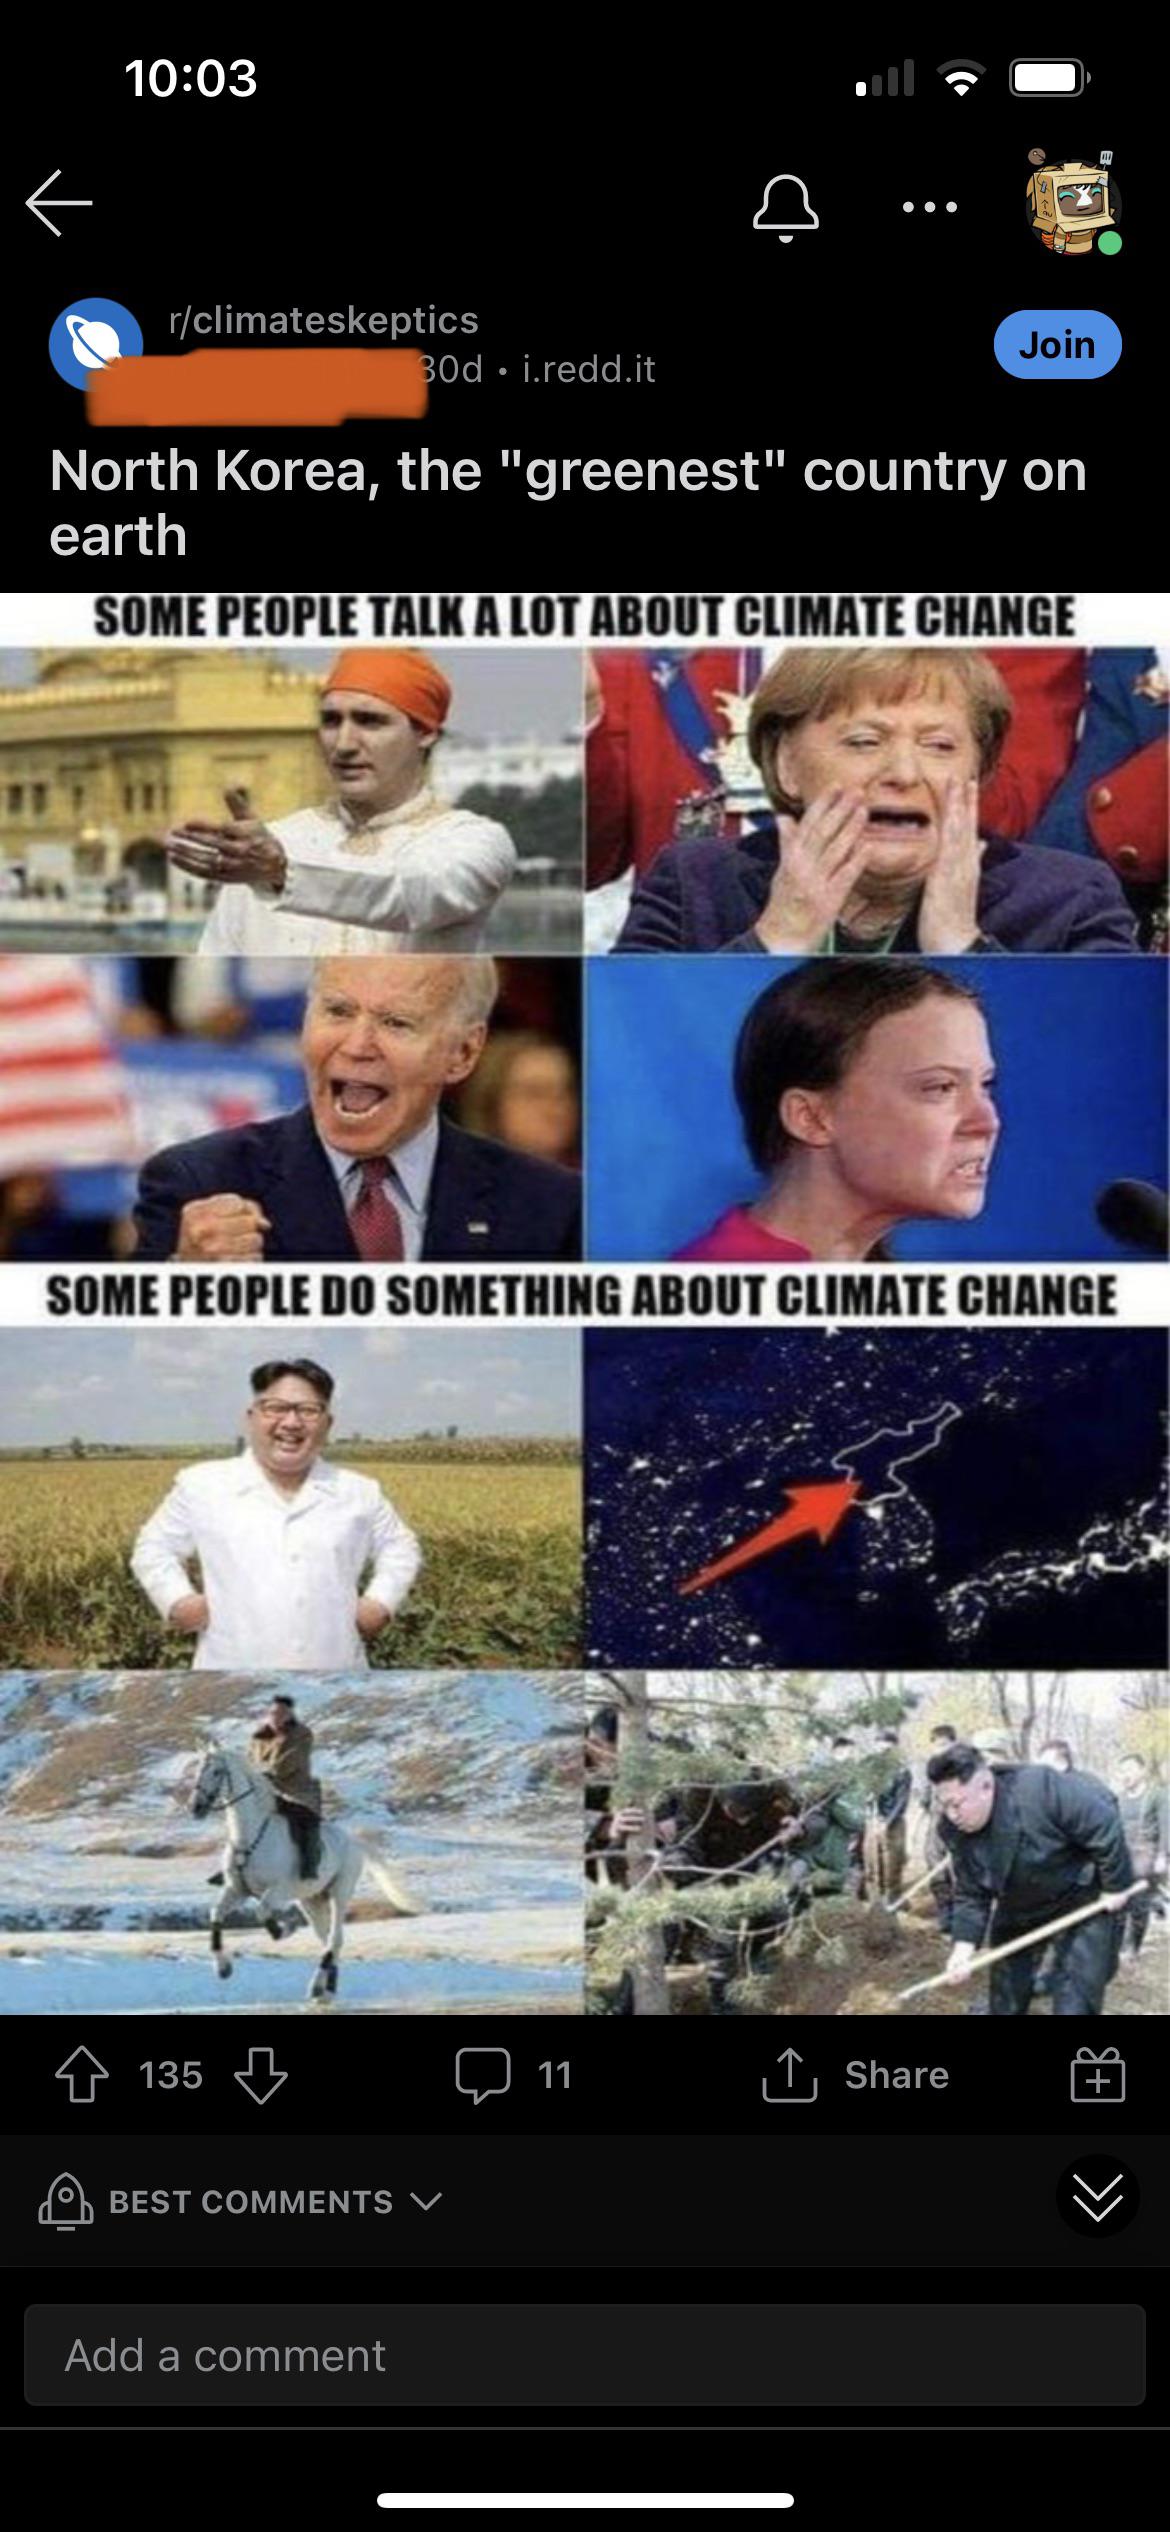 10:03
r/climateskeptics
30d • i.redd.it
Join
North Korea, the "greenest" country on
earth
SOME PEOPLE TALK A LOT ABOUT CLIMATE CHANGE
SOME PEOPLE DO SOMETHING ABOUT CLIMATE CHANGE
135
11
Share
BEST COMMENTS
Add a comment